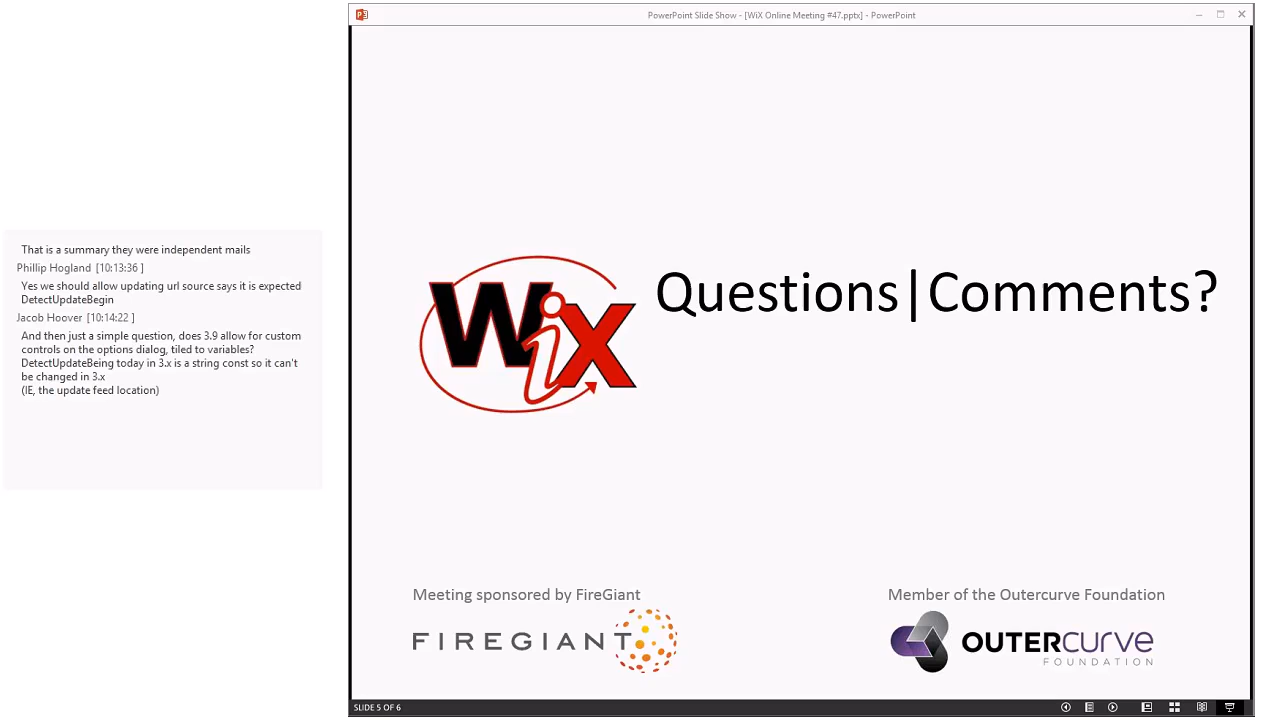 That is a summary they were independent mails
Phillip Hogland [10:13:36 ]
Yes we should allow updating url source says it is expected
DetectUpdateBegin
Jacob Hoover [10:14:22 ]
And then just a simple question, does 3.9 allow for custom
controls on the options dialog, tiled to variables?
DetectUpdateBeing today in 3.x is a string const so it can't
be changed in 3.x
(IE, the update feed location)
PowerPoint Slide Show - [WiX Online Meeting #47.pptx] - PowerPoint
WiX
Questions|Comments?
Meeting sponsored by FireGiant
FIREGIANT
Member of the Outercurve Foundation
OUTERCURVE
FOUNDATION
SLIDE 5 OF 6